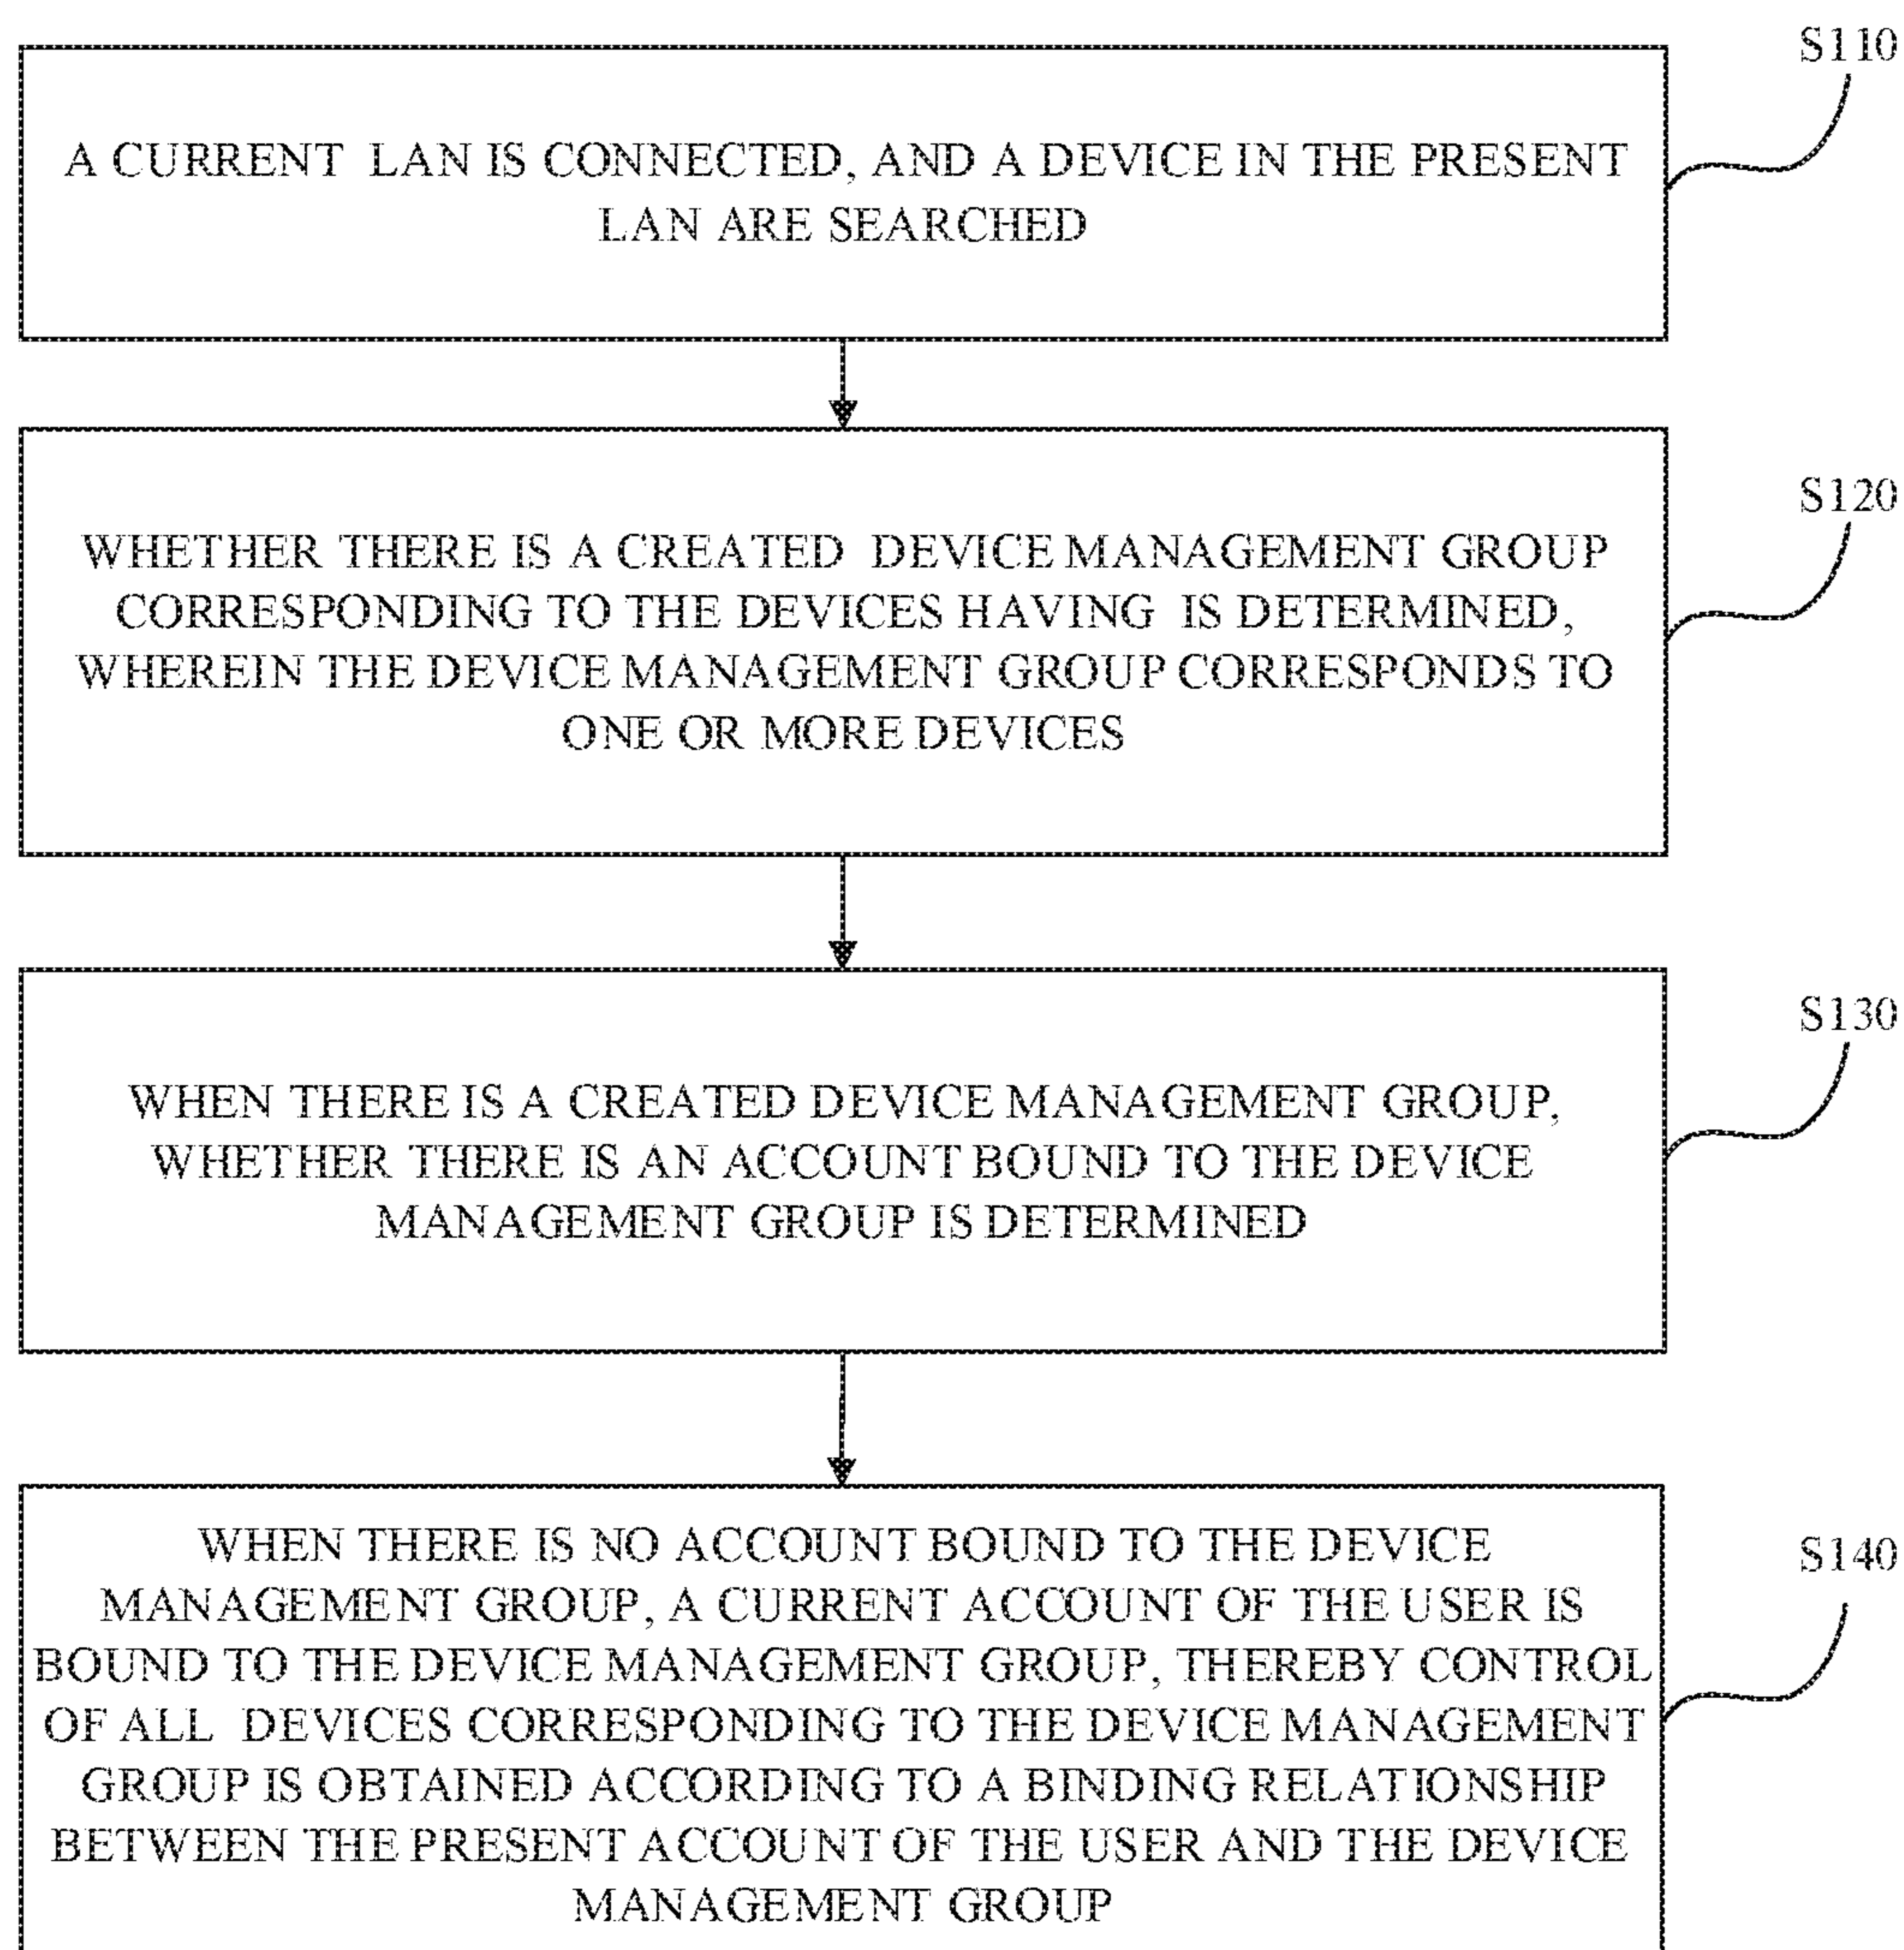 S110
A CURRENT LAN IS CONNECTED, AND A DEVICE IN THE PRESENT
LAN ARE SEARCHED
S120
WHETHER THERE IS A CREATED DEVICE MANAGEMENT GROUP
CORRESPONDING TO THE DEVICES HAVING IS DETERMINED,
WHEREIN THE DEVICE MANAGEMENT GROUP CORRESPONDS TO
ONE OR MORE DEVICES
S130
WHEN THERE IS A CREATED DEVICE MANAGEMENT GROUP,
WHETHER THERE IS AN ACCOUNT BOUND TO THE DEVICE
MANAGEMENT GROUP IS DETERMINED
S140
WHEN THERE IS NO ACCOUNT BOUND TO THE DEVICE
MANAGEMENT GROUP, A CURRENT ACCOUNT OF THE USER IS
BOUND TO THE DEVICE MANAGEMENT GROUP, THEREBY CONTROL
OF ALL DEVICES CORRESPONDING TO THE DEVICE MANAGEMENT
GROUP IS OBTAINED ACCORDING TO A BINDING RELATIONSHIP
BETWEEN THE PRESENT ACCOUNT OF THE USER AND THE DEVICE
MANAGEMENT GROUP